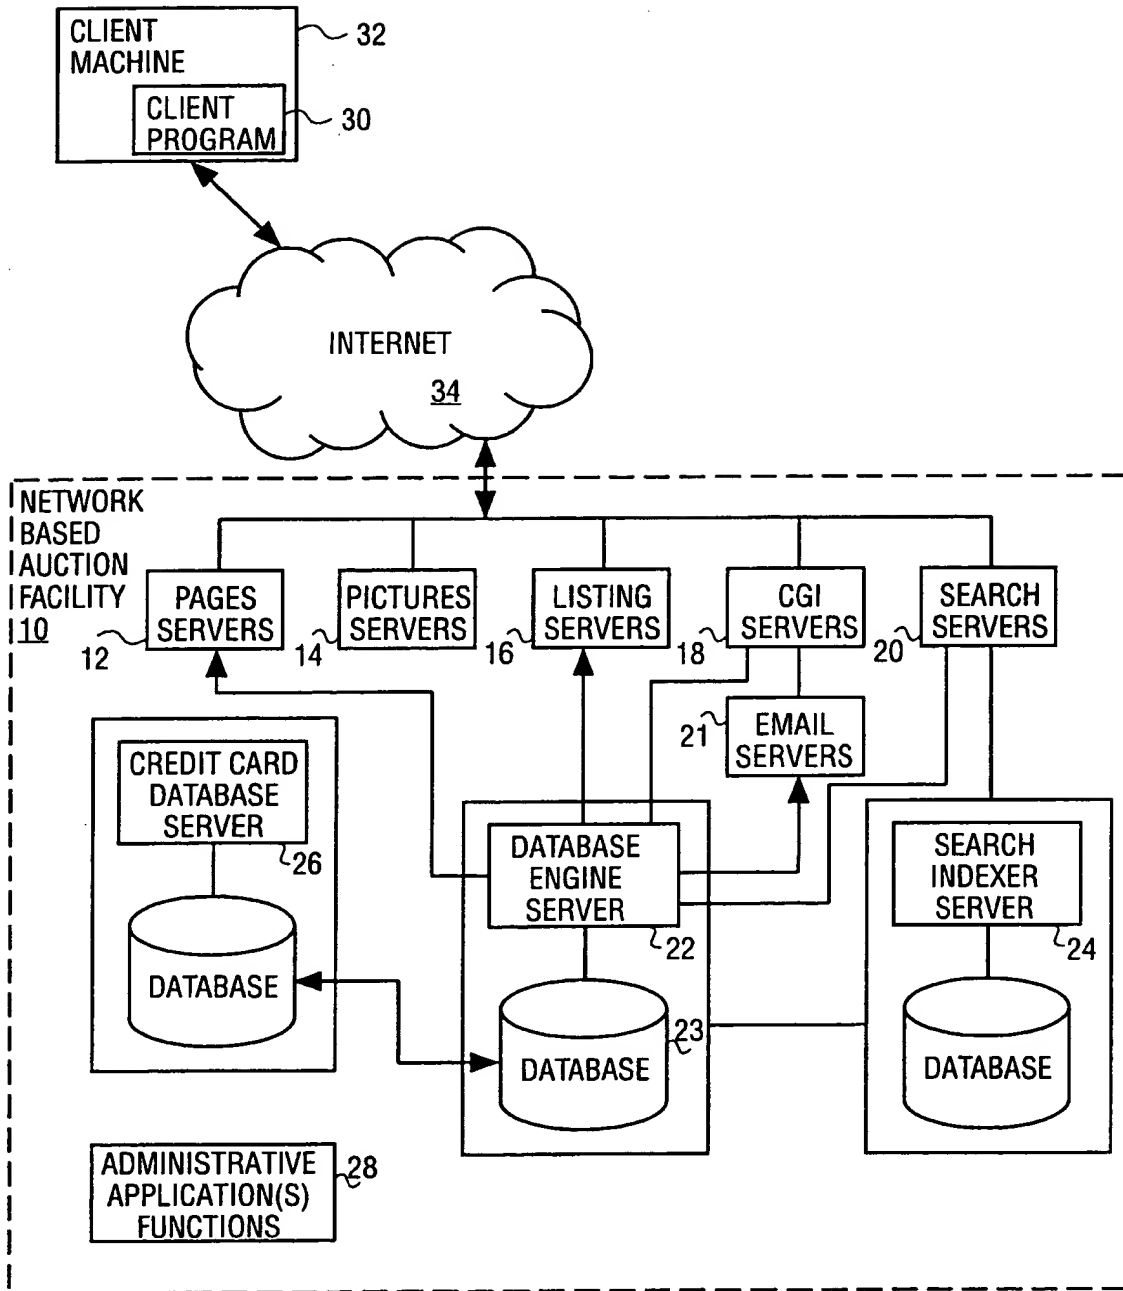 CLIENT
MACHINE
32
CLIENT
PROGRAM
30
INTERNET
34
NETWORK
BASED
AUCTION
FACILITY
10
PAGES
SERVERS
12
PICTURES
SERVERS
14
LISTING
SERVERS
16
CGI
SERVERS
18
SEARCH
SERVERS
20
EMAIL
SERVERS
21
CREDIT CARD
DATABASE
SERVER
26
DATABASE
DATABASE
ENGINE
SERVER
22
DATABASE
23
SEARCH
INDEXER
SERVER
24
DATABASE
ADMINISTRATIVE
APPLICATION(S)
FUNCTIONS
28